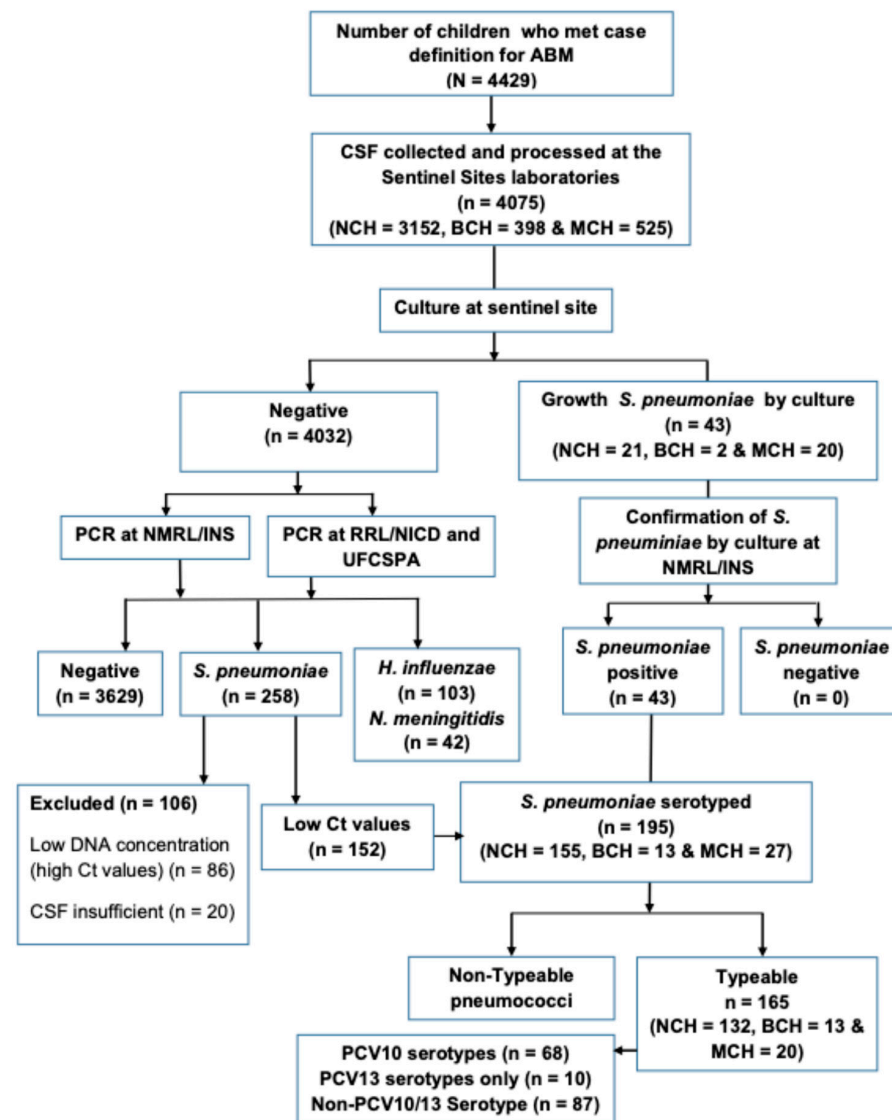 Number of children who met case
definition for ABM
(N = 4429)
CSF collected and processed at the
Sentinel Sites laboratories
(n = 4075)
(NCH = 3152, BCH = 398 & MCH = 525)
Culture at sentinel site
Negative
(n = 4032)
Growth S. pneumoniae by culture
(n = 43)
(NCH = 21, BCH = 2 & MCH = 20)
PCR at NMRL/INS
PCR at RRL/NICD and
UFCSPA
Confirmation of S.
pneuminiae by culture at
NMRL/INS
Negative
(n = 3629)
S. pneumoniae
(n = 258)
H. influenzae
(n = 103)
N. meningitidis
(n = 42)
S. pneumoniae
positive
(n = 43)
S. pneumoniae
negative
(n = 0)
Excluded (n = 106)
Low DNA concentration
(high Ct values) (n = 86)
CSF insufficient (n = 20)
Low Ct values
(n = 152)
S. pneumoniae serotyped
(n = 195)
(NCH = 155, BCH = 13 & MCH = 27)
Non-Typeable
pneumococci
Typeable
n = 165
(NCH = 132, BCH = 13 &
MCH = 20)
PCV10 serotypes (n = 68)
PCV13 serotypes only (n = 10)
Non-PCV10/13 Serotype (n = 87)